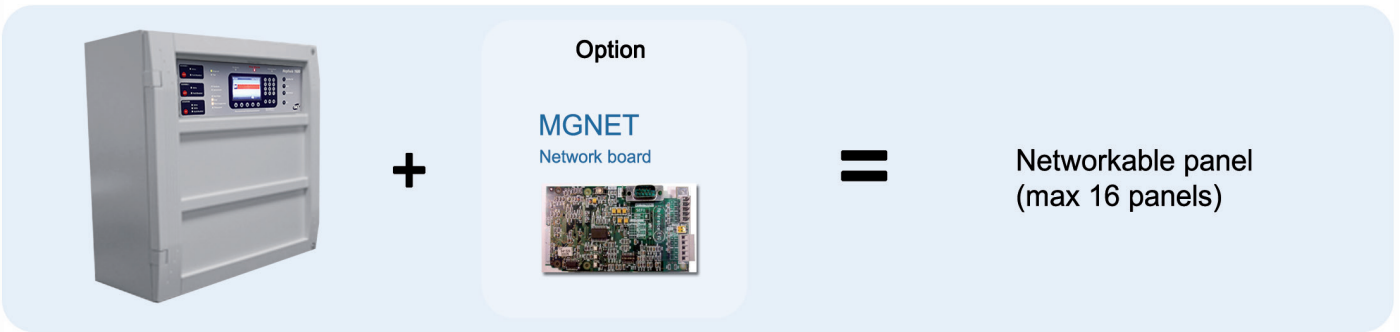 Option
MGNET
Network board
+
=
Networkable panel
(max 16 panels)